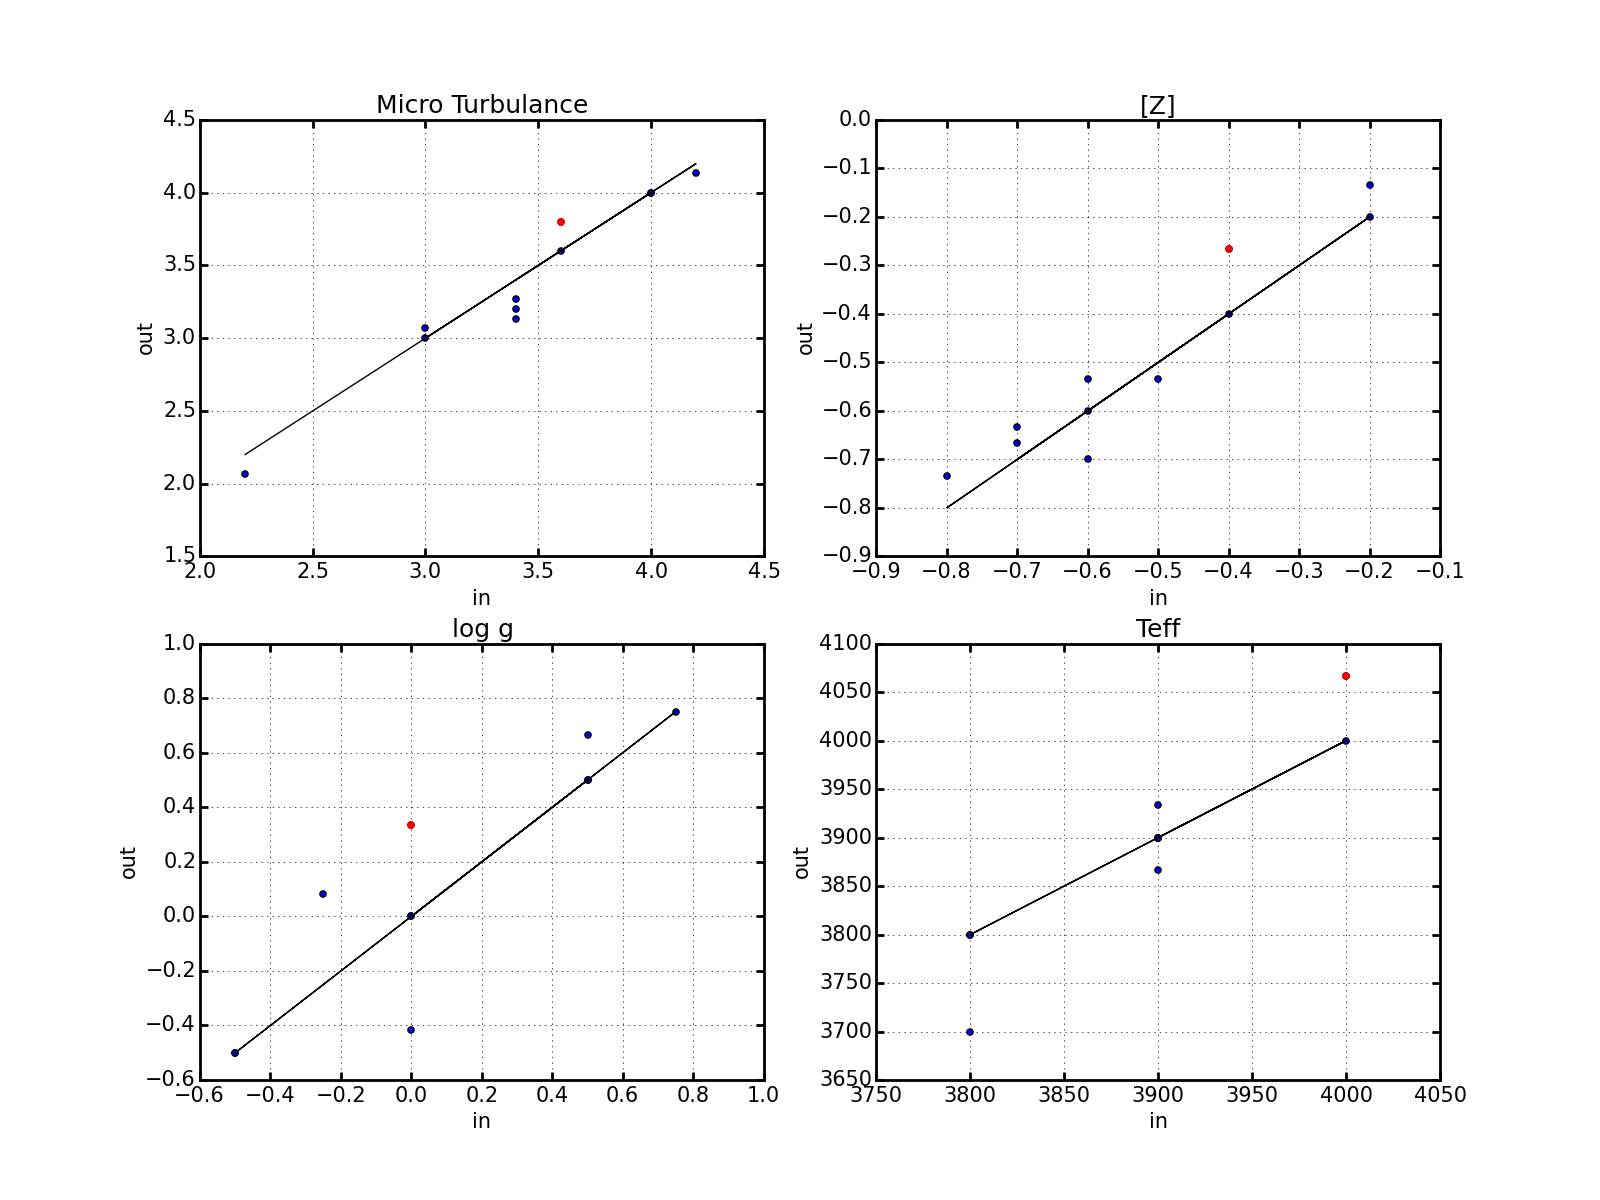 Micro Turbulance
4.5
4.0
3.5
3.0
2.5
2.0
1.5
out
2.0 2.5 3.0 3.5 4.0 4.5
in
[Z]
0.0
−0.1
−0.2
−0.3
−0.4
−0.5
−0.6
−0.7
−0.8
−0.9
out
−0.9 −0.8 −0.7 −0.6 −0.5 −0.4 −0.3 −0.2 −0.1
in
log g
1.0
0.8
0.6
0.4
0.2
0.0
−0.2
−0.4
−0.6
out
−0.6 −0.4 −0.2 0.0 0.2 0.4 0.6 0.8 1.0
in
Teff
4100
4050
4000
3950
3900
3850
3800
3750
3700
3650
out
3750 3800 3850 3900 3950 4000 4050
in